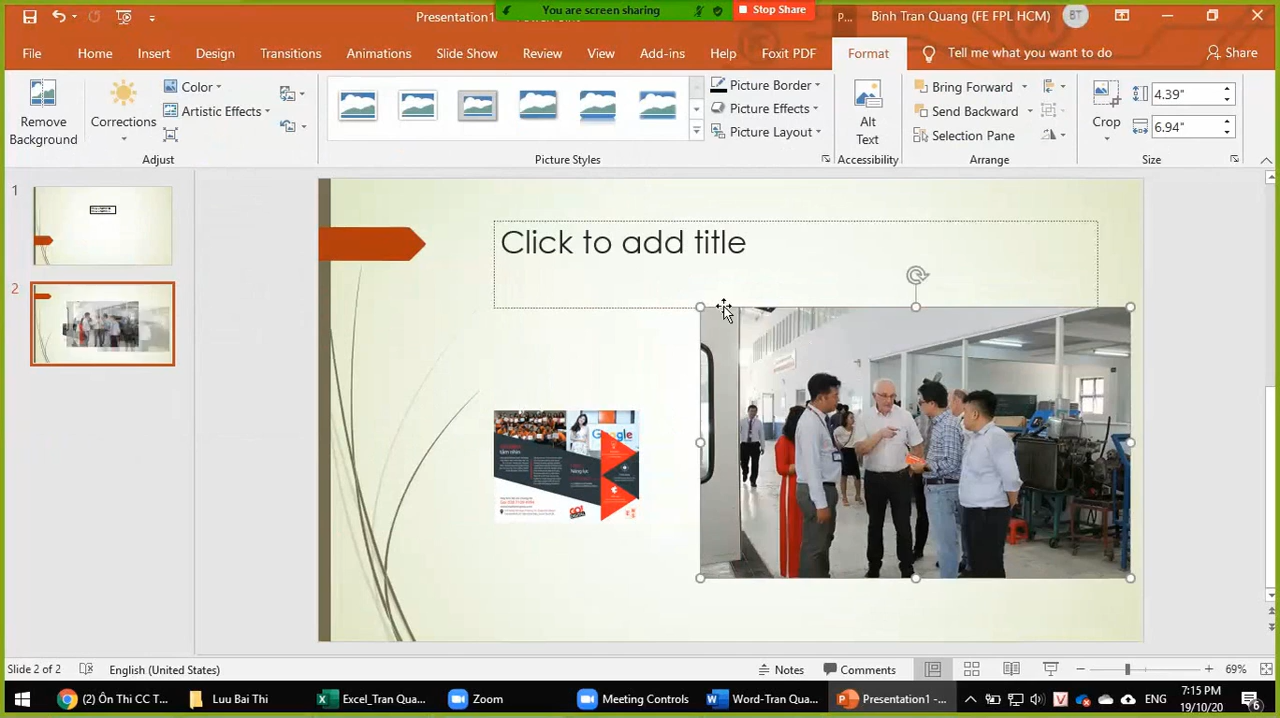 You are screen sharing
Stop Share
Presentation1
P...
Binh Tran Quang (FE FPL HCM)
BT
File
Home
Insert
Design
Transitions
Animations
Slide Show
Review
View
Add-ins
Help
Foxit PDF
Format
Tell me what you want to do
Share
Remove
Background
Corrections
Color
Artistic Effects
Adjust
Picture Styles
Picture Border
Picture Effects
Picture Layout
Alt
Text
Accessibility
Bring Forward
Send Backward
Selection Pane
Arrange
Crop
4.39"
6.94"
Size
1
2
Click to add title
Google
Slide 2 of 2
English (United States)
Notes
Comments
69%
(2) Ôn Thi CC T...
Luu Bai Thi
Excel_Tran Qua...
Zoom
Meeting Controls
Word-Tran Qua...
Presentation1 -...
ENG
7:15 PM
19/10/20
6